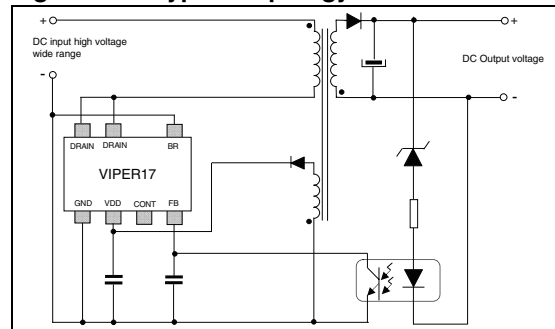 +
DC input high voltage
wide range
-
+
DC Output voltage
-
DRAIN DRAIN BR
VIPER17
GND VDD CONT FB